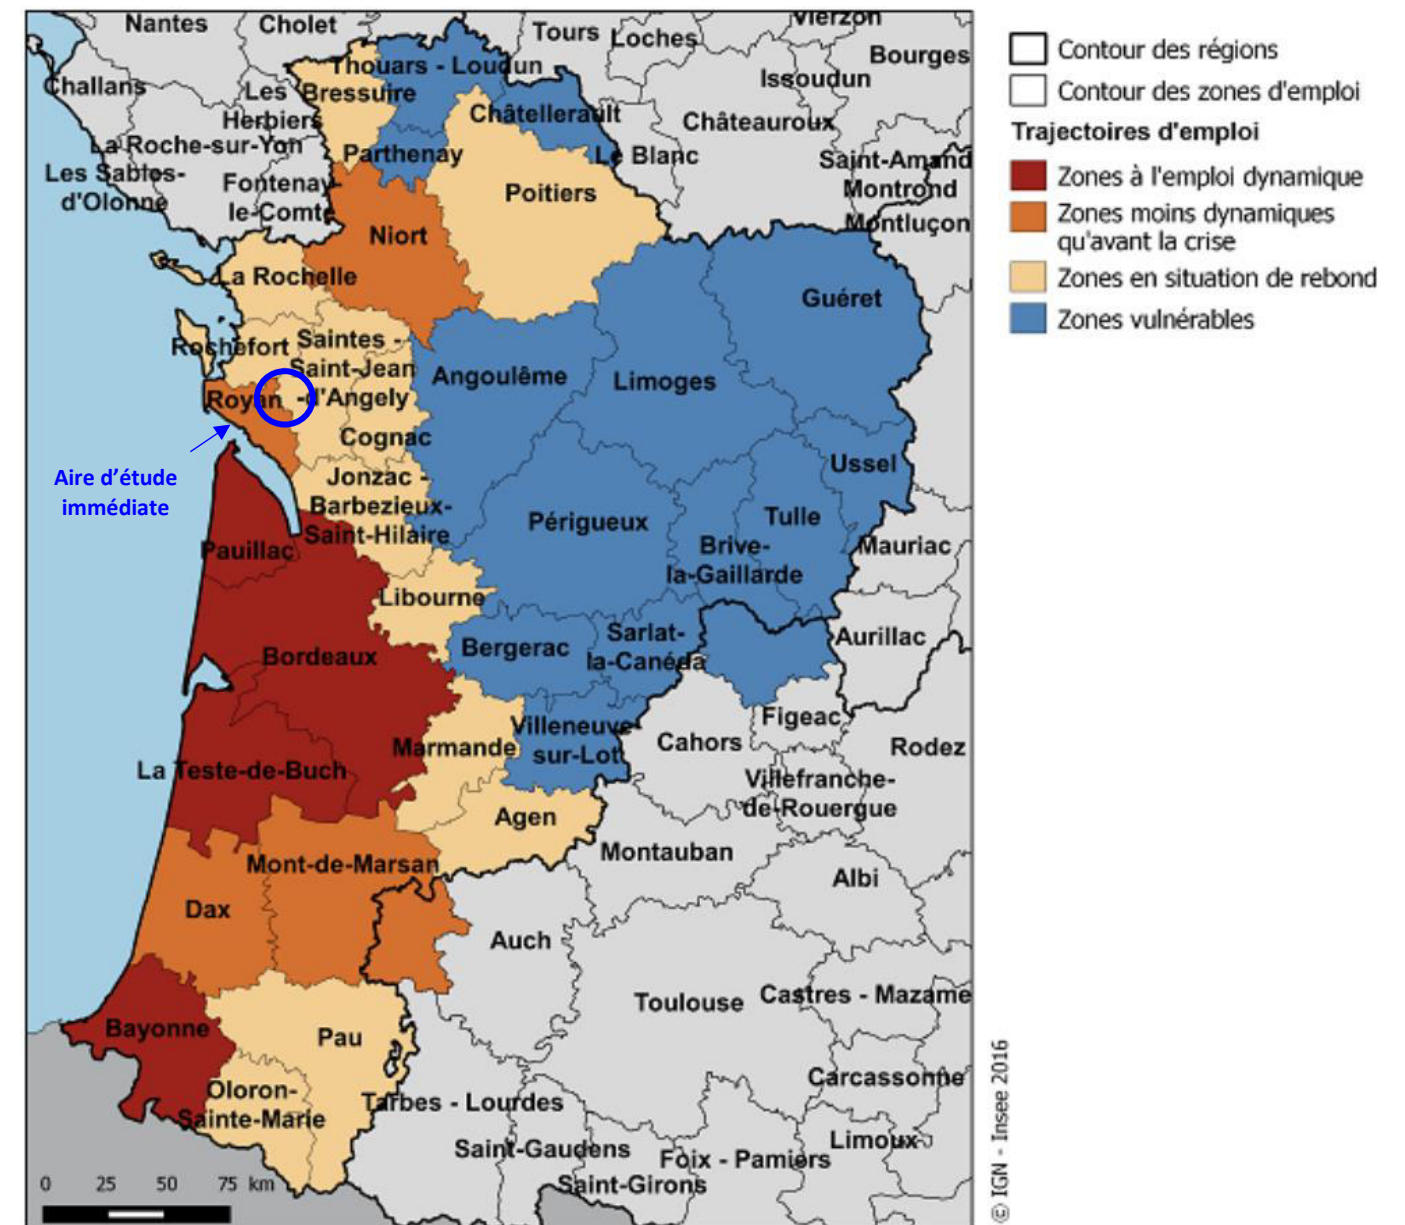 Nantes
Cholet
Tours
Loches
Vierzon
Bourges
Issoudun
Challans
Les
Herbiers
Bressuire
Thouars - Loudun
Châtellerault
Châteauroux
La Roche-sur-Yon
Parthenay
Le Blanc
Saint-Amand
Montrond
Les Sables-
d'Olonne
Fontenay-
le-Comte
Poitiers
Montluçon
Niort
La Rochelle
Guéret
Rochefort
Saintes -
Saint-Jean
-d'Angely
Angoulême
Limoges
Royan
Cognac
Aire d'étude
immédiate
Jonzac -
Barbezieux-
Saint-Hilaire
Ussel
Périgueux
Tulle
Brive-
la-Gaillarde
Mauriac
Pauillac
Libourne
Bordeaux
Bergerac
Sarlat-
la-Canéda
Aurillac
Marmande
Villeneuve-
sur-Lot
Cahors
Figeac
Rodez
La Teste-de-Buch
Villefranche-
de-Rouergue
Agen
Mont-de-Marsan
Montauban
Albi
Dax
Auch
Toulouse
Castres - Mazame
Bayonne
Pau
Oloron-
Sainte-Marie
Tarbes - Lourdes
Carcassonne
Saint-Gaudens
Foix - Pamiers
Limoux
Saint-Girons
0 25 50 75 km
Contour des régions
Contour des zones d'emploi
Trajectoires d'emploi
Zones à l'emploi dynamique
Zones moins dynamiques
qu'avant la crise
Zones en situation de rebond
Zones vulnérables
© IGN - Insee 2016